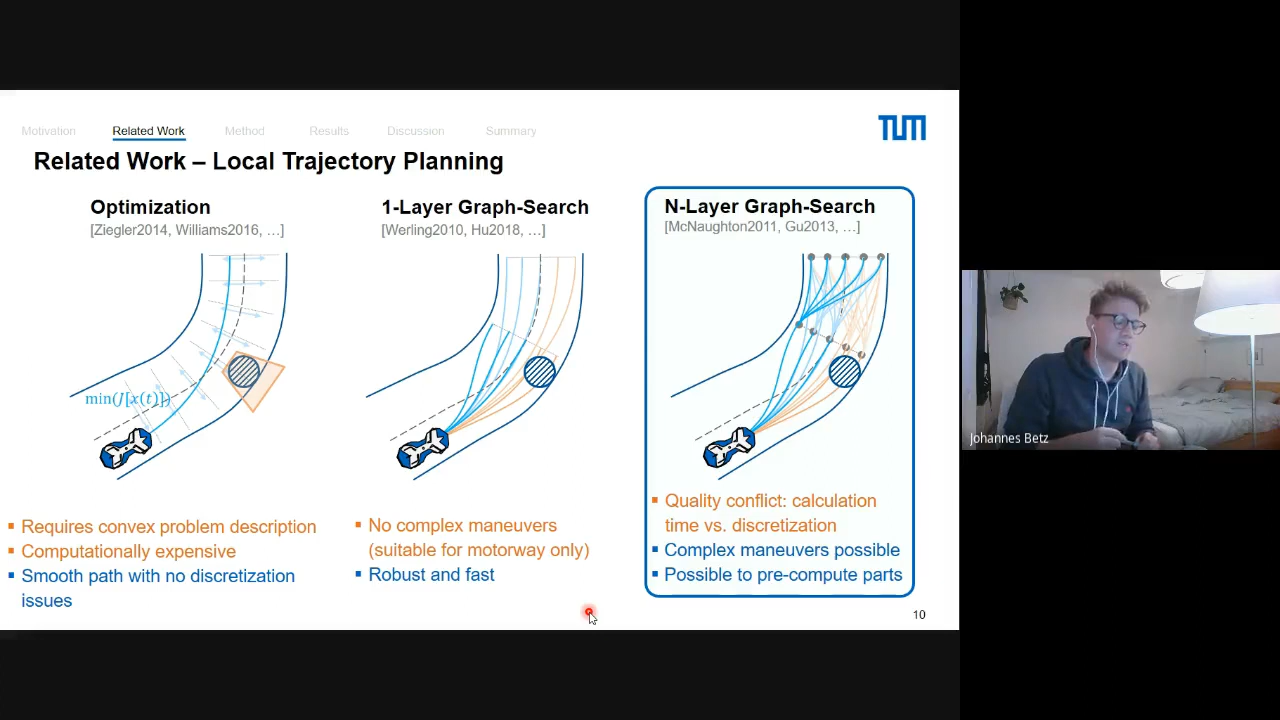 Motivation Related Work Method Results Discussion Summary
TUM
Related Work – Local Trajectory Planning
Optimization
[Ziegler2014, Williams2016, …]
min(J[x(t)])
▪ Requires convex problem description
▪ Computationally expensive
▪ Smooth path with no discretization
issues
1-Layer Graph-Search
[Werling2010, Hu2018, …]
▪ No complex maneuvers
(suitable for motorway only)
▪ Robust and fast
N-Layer Graph-Search
[McNaughton2011, Gu2013, …]
▪ Quality conflict: calculation
time vs. discretization
▪ Complex maneuvers possible
▪ Possible to pre-compute parts
10
Johannes Betz